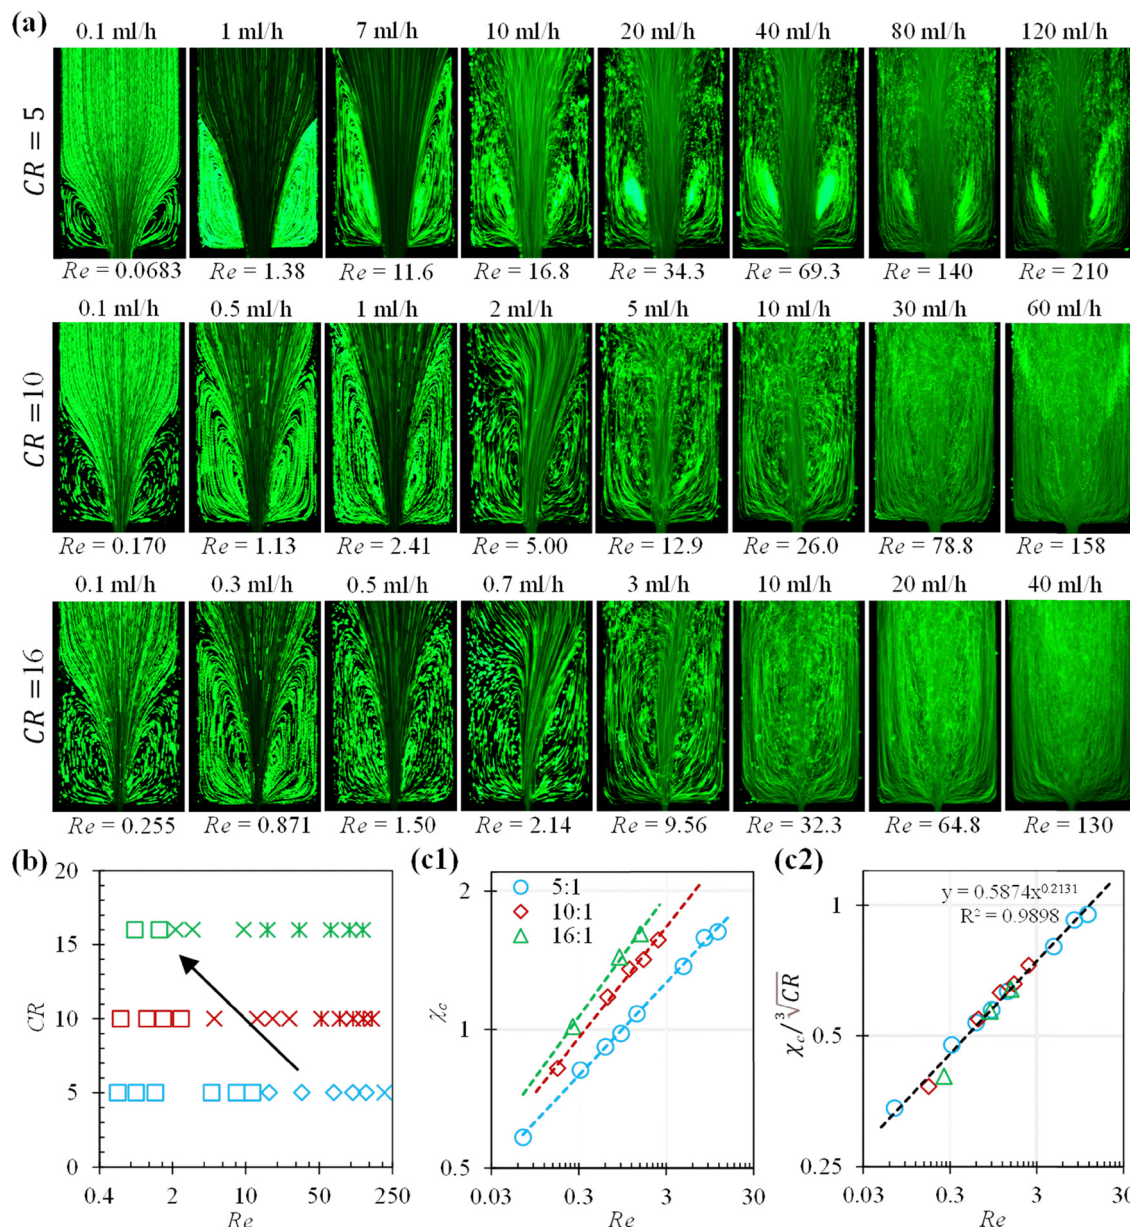 (a)
0.1 ml/h 1 ml/h 7 ml/h 10 ml/h 20 ml/h 40 ml/h 80 ml/h 120 ml/h
CR = 5
Re = 0.0683 Re = 1.38 Re = 11.6 Re = 16.8 Re = 34.3 Re = 69.3 Re = 140 Re = 210
0.1 ml/h 0.5 ml/h 1 ml/h 2 ml/h 5 ml/h 10 ml/h 30 ml/h 60 ml/h
CR = 10
Re = 0.170 Re = 1.13 Re = 2.41 Re = 5.00 Re = 12.9 Re = 26.0 Re = 78.8 Re = 158
0.1 ml/h 0.3 ml/h 0.5 ml/h 0.7 ml/h 3 ml/h 10 ml/h 20 ml/h 40 ml/h
CR = 16
Re = 0.255 Re = 0.871 Re = 1.50 Re = 2.14 Re = 9.56 Re = 32.3 Re = 64.8 Re = 130
(b)
20
15
10
5
0
CR
0.4 2 10 50 250
Re
(c1)
2
1
0.5
χc
5:1
10:1
16:1
0.03 0.3 3 30
Re
(c2)
y = 0.5874x^0.2131
R² = 0.9898
1
0.5
0.25
χc/∛CR
0.03 0.3 3 30
Re